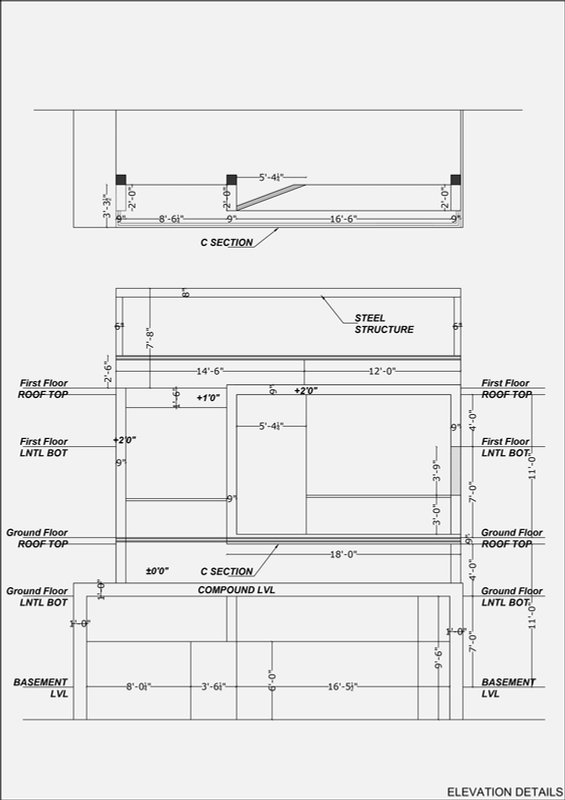 5'-4½"
2'-0"
2'-0"
2'-0"
3'-3½"
9"
8'-6½"
9"
16'-6"
9"
C SECTION
8"
STEEL
STRUCTURE
6"
7'-8"
6"
2'-6"
14'-6"
12'-0"
First Floor
ROOF TOP
1'-6"
+1'0"
9"
+2'0"
First Floor
ROOF TOP
4'-0"
5'-4½"
9"
+2'0"
First Floor
LNTL BOT
First Floor
LNTL BOT
11'-0"
9"
3'-9"
7'-0"
9"
3'-0"
Ground Floor
ROOF TOP
9"
Ground Floor
ROOF TOP
18'-0"
±0'0"
C SECTION
4'-0"
COMPOUND LVL
Ground Floor
LNTL BOT
1'-0"
Ground Floor
LNTL BOT
11'-0"
1'-0"
1'-0"
7'-0"
9'-6"
6'-0"
BASEMENT
LVL
8'-0½"
3'-6½"
16'-5½"
BASEMENT
LVL
ELEVATION DETAILS